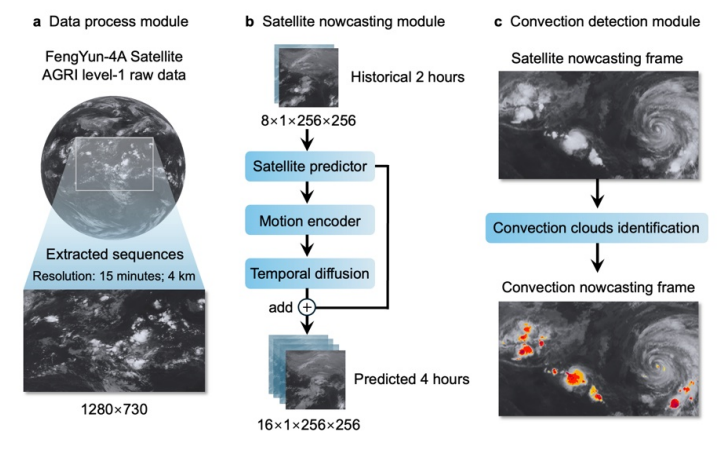 a Data process module
FengYun-4A Satellite
AGRI level-1 raw data
Extracted sequences
Resolution: 15 minutes; 4 km
1280×730
b Satellite nowcasting module
Historical 2 hours
8×1×256×256
Satellite predictor
Motion encoder
Temporal diffusion
add +
Predicted 4 hours
16×1×256×256
c Convection detection module
Satellite nowcasting frame
Convection clouds identification
Convection nowcasting frame